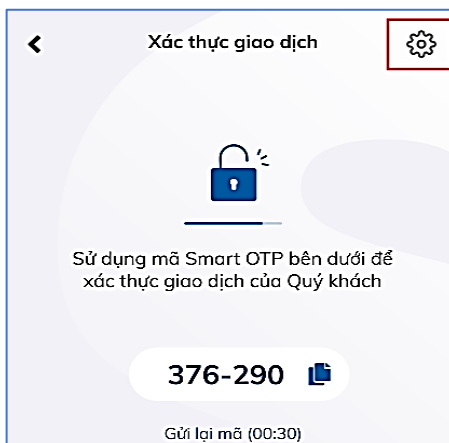 Xác thực giao dịch
Sử dụng mã Smart OTP bên dưới để
xác thực giao dịch của Quý khách
376-290
Gửi lại mã (00:30)